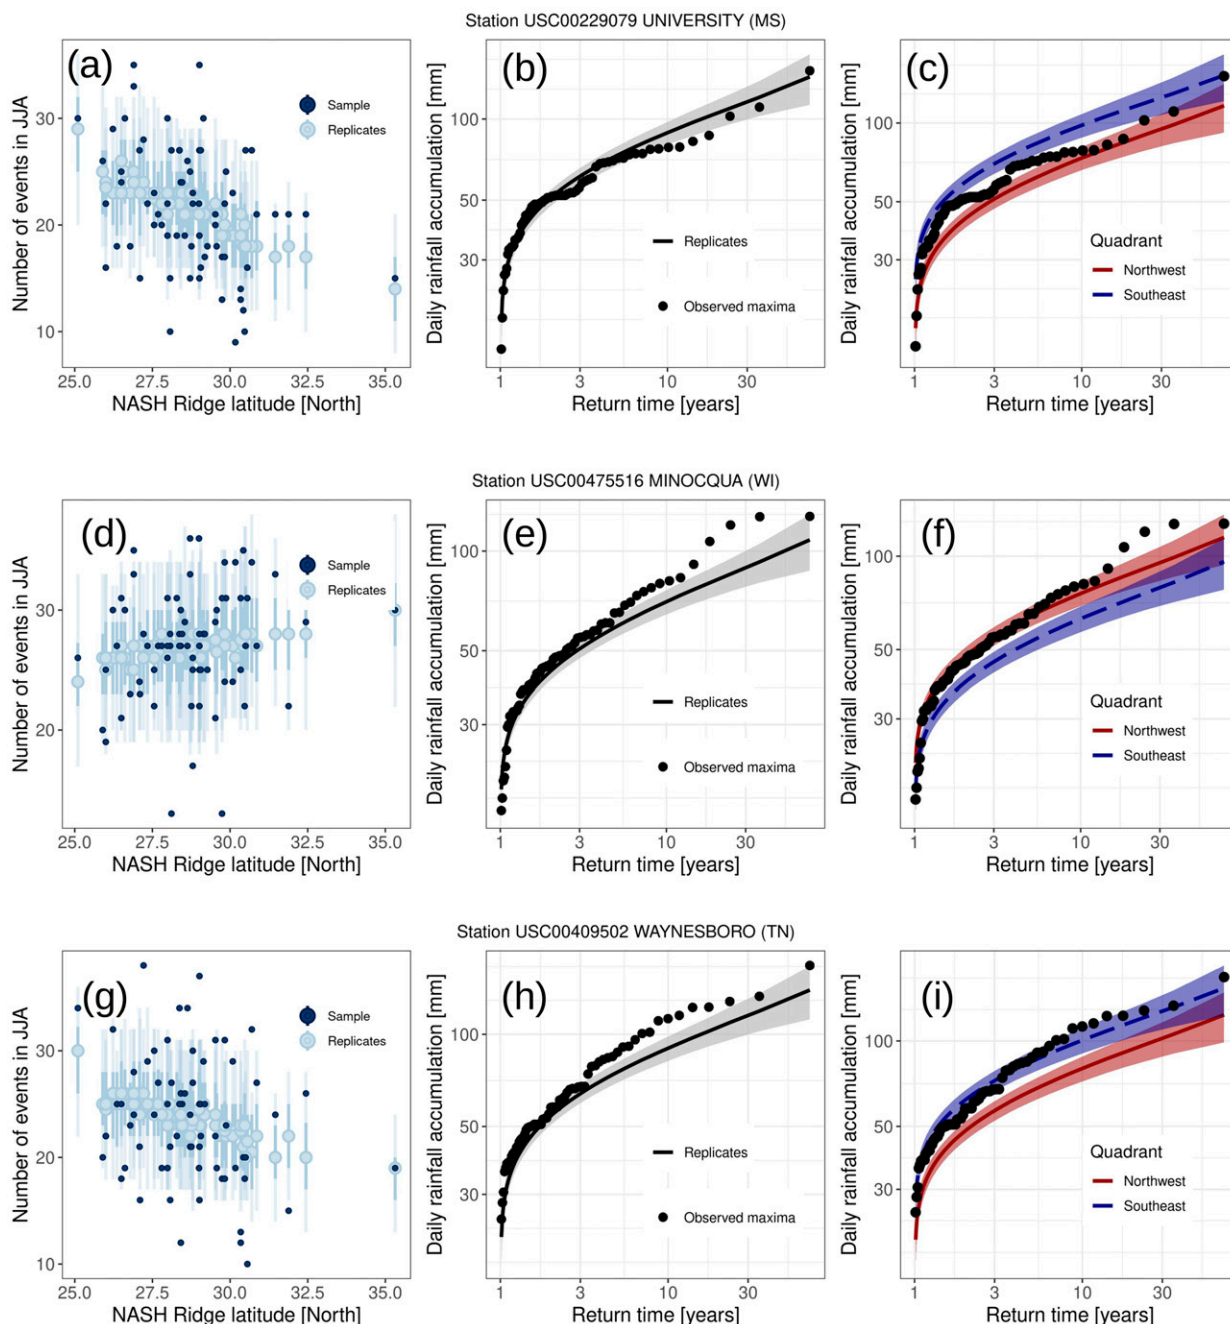 Station USC00229079 UNIVERSITY (MS)
(a)
Number of events in JJA
30
20
10
Sample
Replicates
25.0 27.5 30.0 32.5 35.0
NASH Ridge latitude [North]
(b)
Daily rainfall accumulation [mm]
100
50
30
Replicates
Observed maxima
1 3 10 30
Return time [years]
(c)
Daily rainfall accumulation [mm]
100
50
30
Quadrant
Northwest
Southeast
1 3 10 30
Return time [years]
Station USC00475516 MINOCQUA (WI)
(d)
Number of events in JJA
30
20
Sample
Replicates
25.0 27.5 30.0 32.5 35.0
NASH Ridge latitude [North]
(e)
Daily rainfall accumulation [mm]
100
50
30
Replicates
Observed maxima
1 3 10 30
Return time [years]
(f)
Daily rainfall accumulation [mm]
100
50
30
Quadrant
Northwest
Southeast
1 3 10 30
Return time [years]
Station USC00409502 WAYNESBORO (TN)
(g)
Number of events in JJA
30
20
10
Sample
Replicates
25.0 27.5 30.0 32.5 35.0
NASH Ridge latitude [North]
(h)
Daily rainfall accumulation [mm]
100
50
30
Replicates
Observed maxima
1 3 10 30
Return time [years]
(i)
Daily rainfall accumulation [mm]
100
50
30
Quadrant
Northwest
Southeast
1 3 10 30
Return time [years]